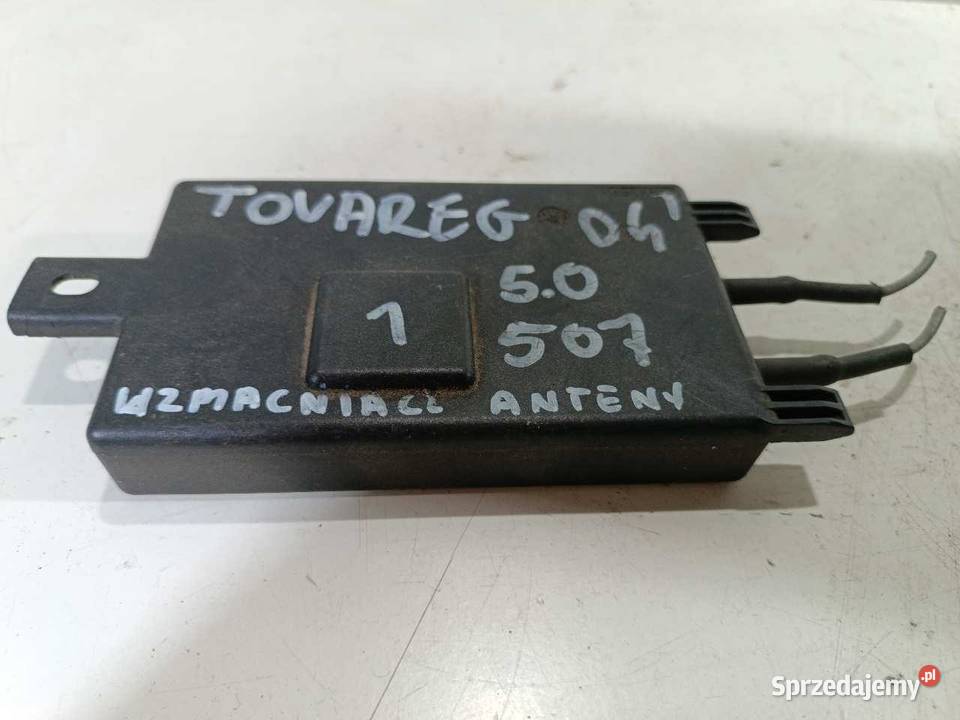 TOVAREG 04'
5.0
1 507
WZMACNIACZ ANTENY
Sprzedajemy.pl